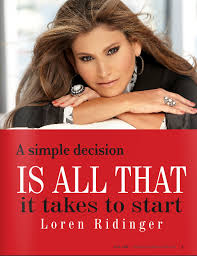 A simple decision
IS ALL THAT
it takes to start
Loren Ridinger